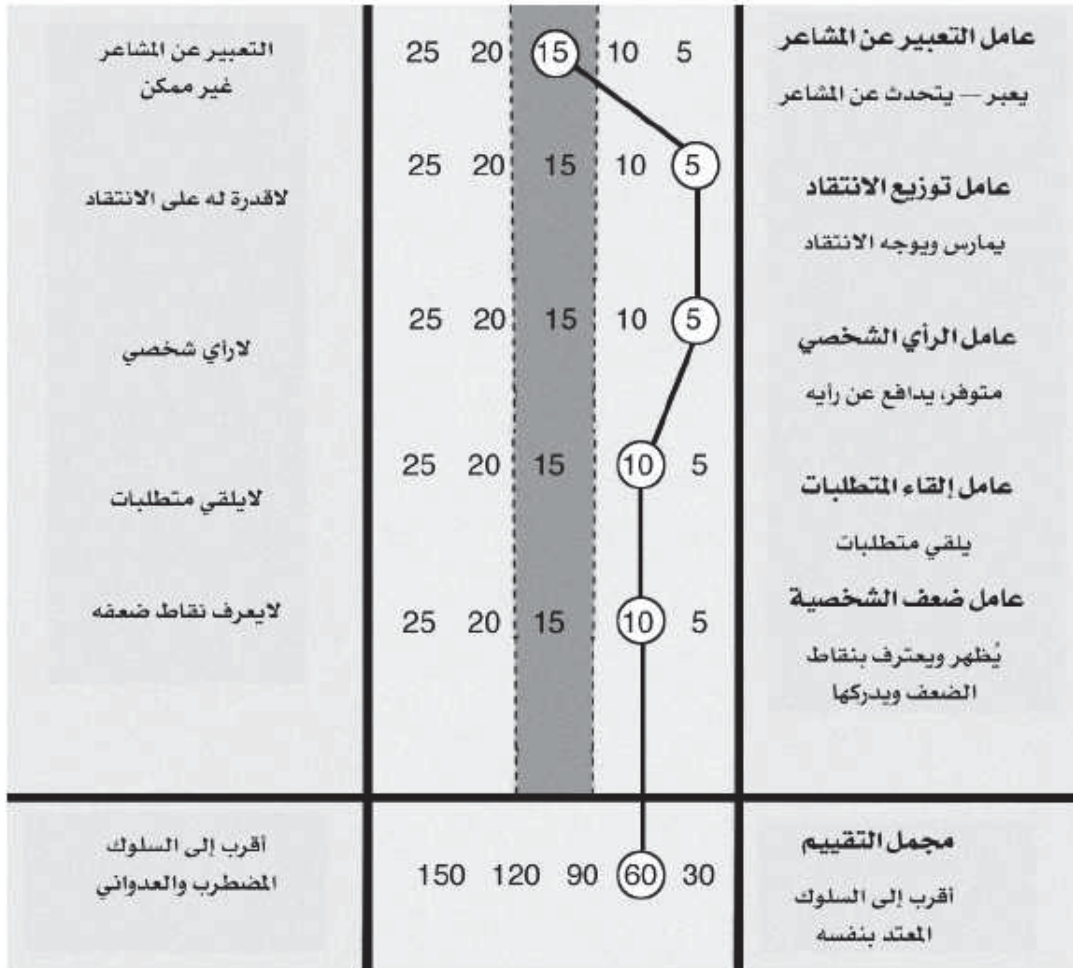 عامل التعبير عن المشاعر
يعبر — يتحدث عن المشاعر
25 20 15 10 5
التعبير عن المشاعر
غير ممكن
عامل توزيع الانتقاد
يمارس ويوجه الانتقاد
25 20 15 10 5
لاقدرة له على الانتقاد
عامل الرأي الشخصي
متوفر، يدافع عن رأيه
25 20 15 10 5
لارأي شخصي
عامل إلقاء المتطلبات
يلقي متطلبات
25 20 15 10 5
لايلقي متطلبات
عامل ضعف الشخصية
يُظهر ويعترف بنقاط
الضعف ويدركها
25 20 15 10 5
لايعرف نقاط ضعفه
مجمل التقييم
أقرب إلى السلوك
المعتد بنفسه
150 120 90 60 30
أقرب إلى السلوك
المضطرب والعدواني